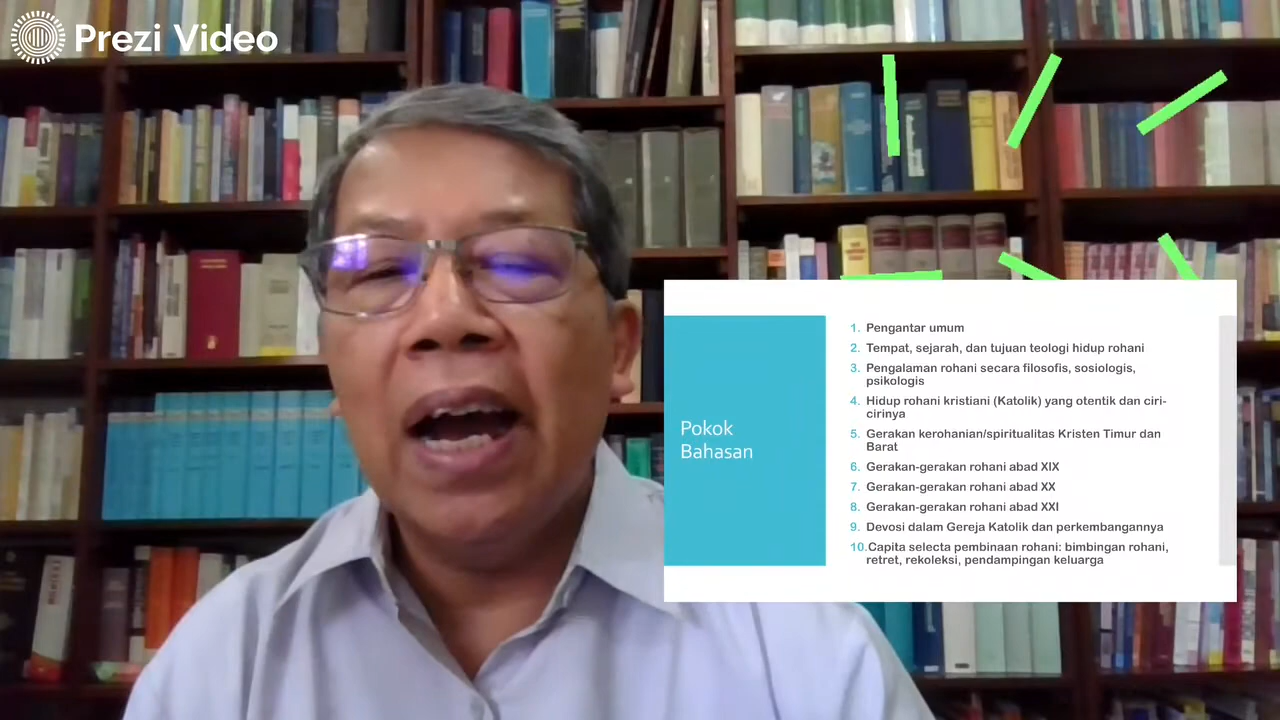 Prezi Video
Pokok
Bahasan
1. Pengantar umum
2. Tempat, sejarah, dan tujuan teologi hidup rohani
3. Pengalaman rohani secara filosofis, sosiologis,
psikologis
4. Hidup rohani kristiani (Katolik) yang otentik dan ciri-
cirinya
5. Gerakan kerohanian/spiritualitas Kristen Timur dan
Barat
6. Gerakan-gerakan rohani abad XIX
7. Gerakan-gerakan rohani abad XX
8. Gerakan-gerakan rohani abad XXI
9. Devosi dalam Gereja Katolik dan perkembangannya
10.Capita selecta pembinaan rohani: bimbingan rohani,
retret, rekoleksi, pendampingan keluarga